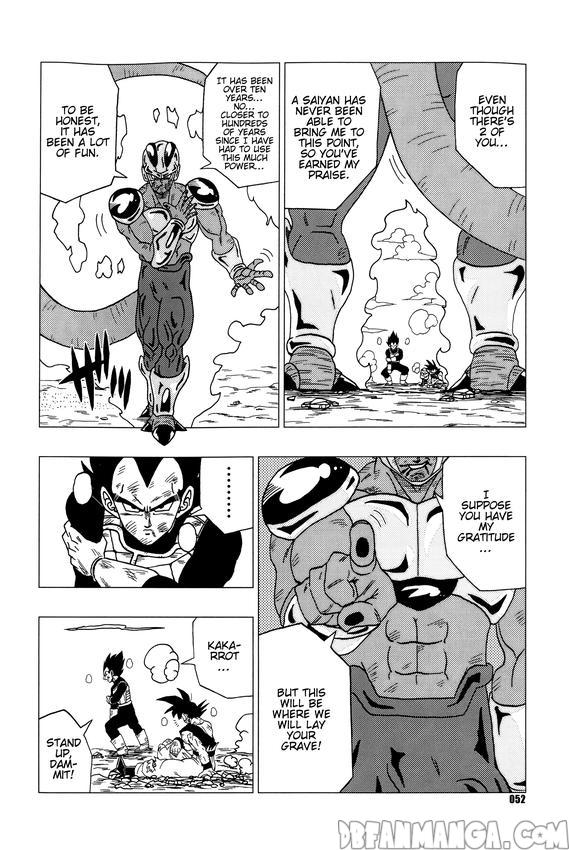 EVEN
THOUGH
THERE'S
2 OF
YOU...
A SAIYAN HAS
NEVER BEEN
ABLE TO
BRING ME TO
THIS POINT,
SO YOU'VE
EARNED MY
PRAISE.
IT HAS BEEN
OVER TEN
YEARS...
NO...
CLOSER TO
HUNDREDS
OF YEARS
SINCE I HAVE
HAD TO USE
THIS MUCH
POWER...
TO BE
HONEST,
IT HAS
BEEN A LOT
OF FUN.
I
SUPPOSE
YOU HAVE
MY
GRATITUDE
...
BUT THIS
WILL BE
WHERE WE
WILL LAY
YOUR
GRAVE!
.........
KAKA-
RROT
...
STAND
UP,
DAM-
MIT!
052
DBFANMANGA.COM